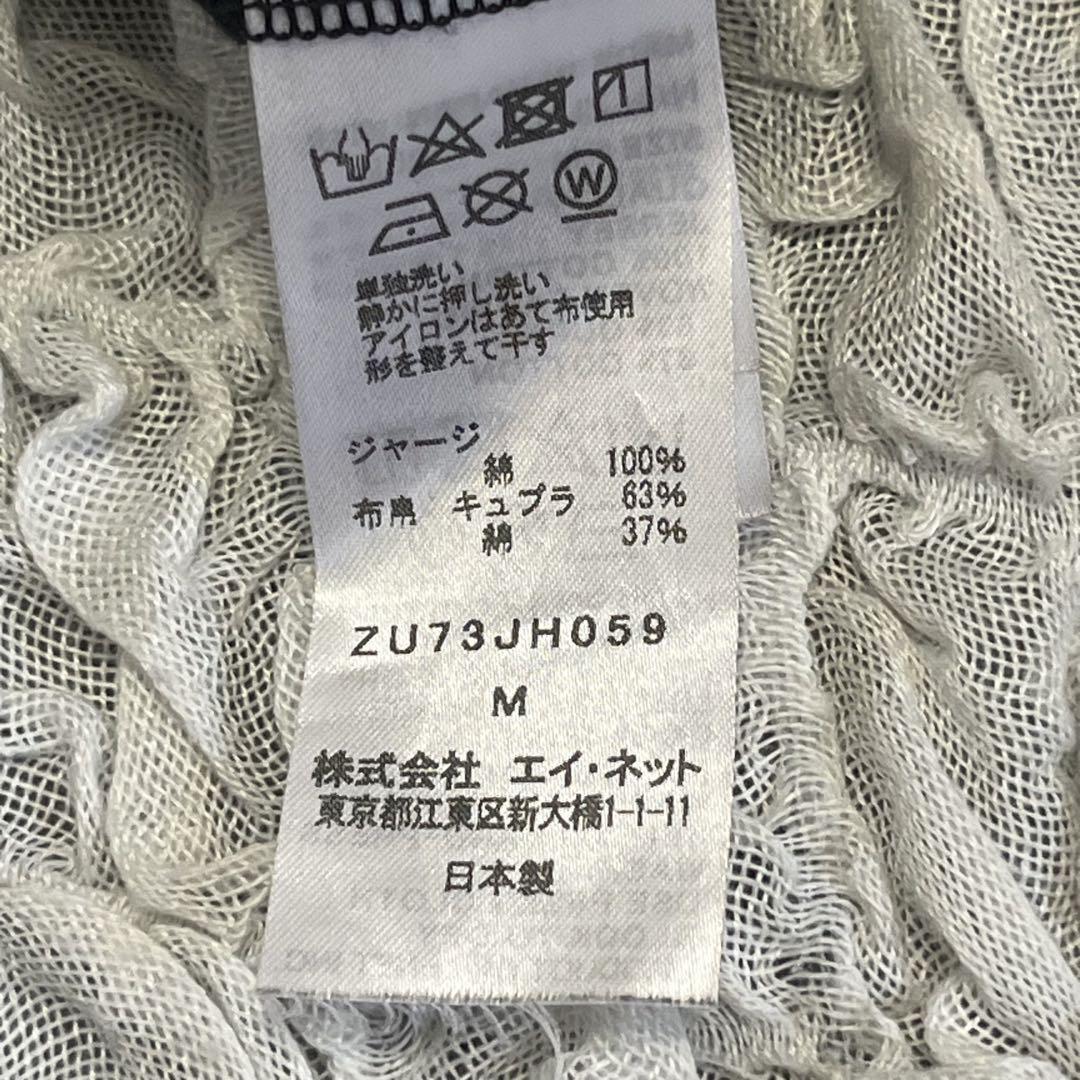 W
単独洗い
静かに押し洗い
アイロンはあて布使用
形を整えて干す
ジャージ
綿 100%
布帛 キュプラ 63%
綿 37%
ZU73JH059
M
株式会社 エイ・ネット
東京都江東区新大橋1-1-11
日本製